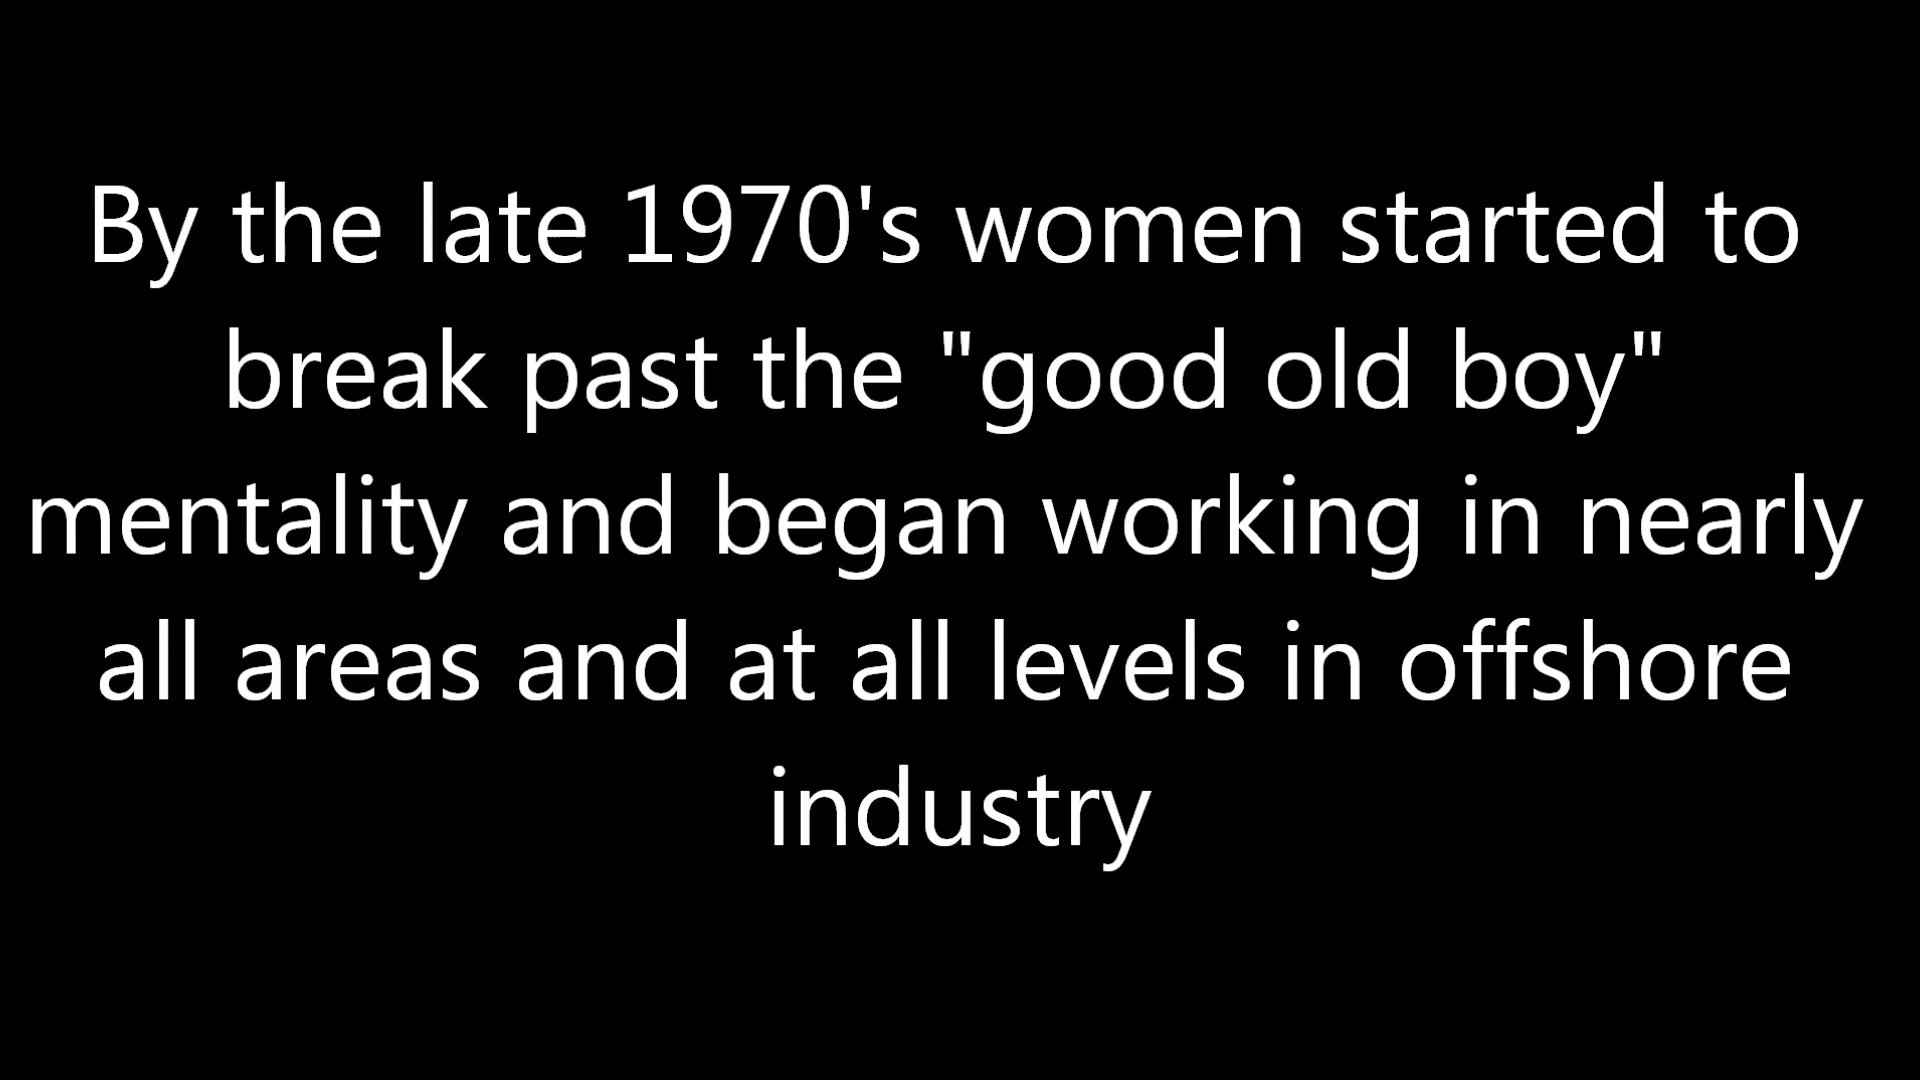 By the late 1970's women started to
break past the "good old boy"
mentality and began working in nearly
all areas and at all levels in offshore
industry